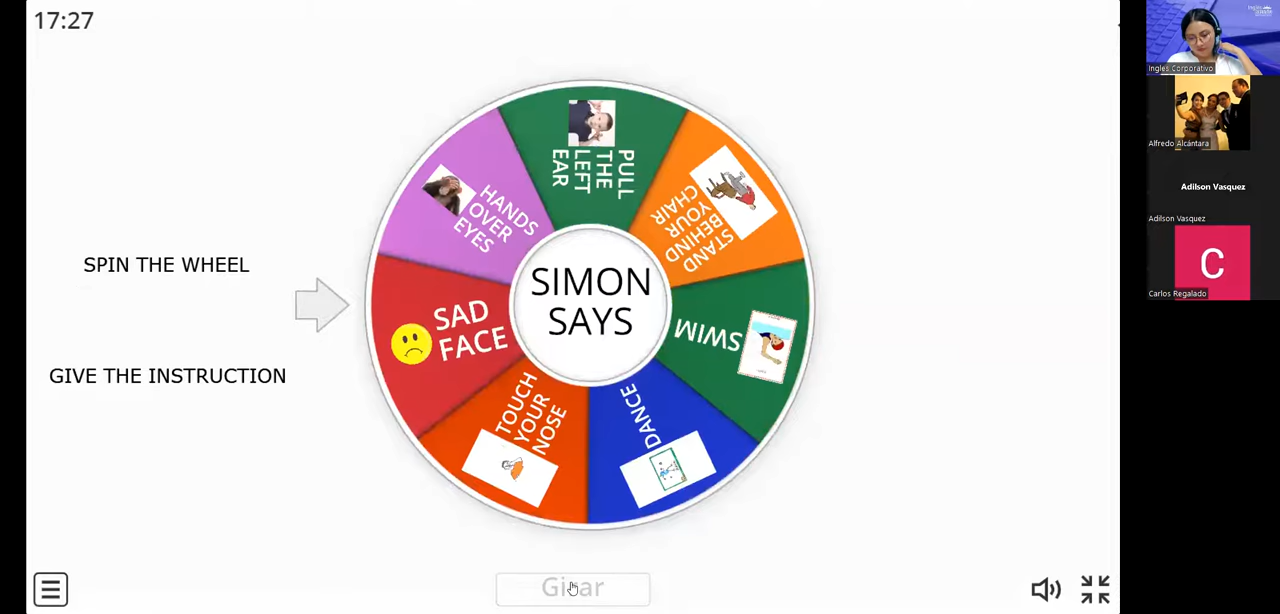 17:27
SPIN THE WHEEL
GIVE THE INSTRUCTION
SIMON
SAYS
PULL
THE
LEFT
EAR
STAND
BEHIND
YOUR
CHAIR
SWIM
DANCE
TOUCH
YOUR
NOSE
SAD
FACE
HANDS
OVER
EYES
Girar
Ingles Corporativo
Alfredo Alcántara
Adilson Vasquez
Adilson Vasquez
C
Carlos Regalado